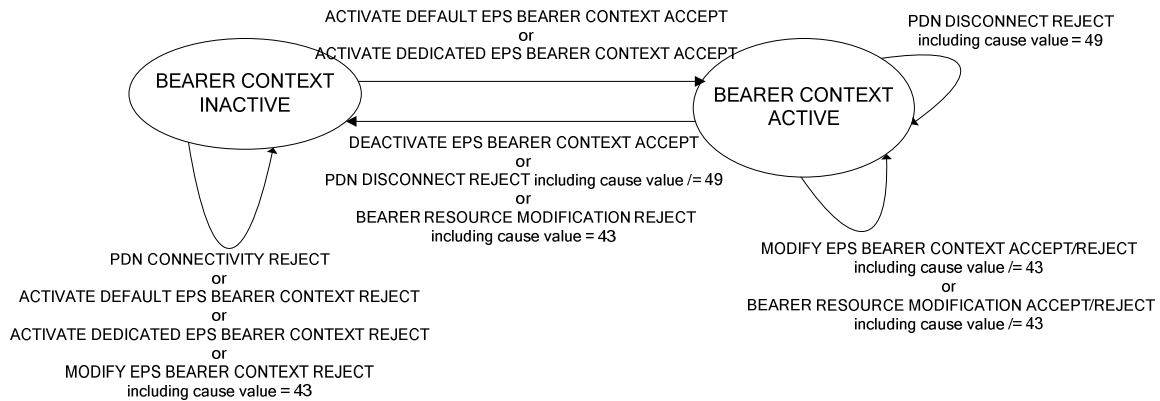 ACTIVATE DEFAULT EPS BEARER CONTEXT ACCEPT
or
ACTIVATE DEDICATED EPS BEARER CONTEXT ACCEPT
PDN DISCONNECT REJECT
including cause value = 49
BEARER CONTEXT
INACTIVE
BEARER CONTEXT
ACTIVE
DEACTIVATE EPS BEARER CONTEXT ACCEPT
or
PDN DISCONNECT REJECT including cause value /= 49
or
BEARER RESOURCE MODIFICATION REJECT
including cause value = 43
PDN CONNECTIVITY REJECT
or
ACTIVATE DEFAULT EPS BEARER CONTEXT REJECT
or
ACTIVATE DEDICATED EPS BEARER CONTEXT REJECT
or
MODIFY EPS BEARER CONTEXT REJECT
including cause value = 43
MODIFY EPS BEARER CONTEXT ACCEPT/REJECT
including cause value /= 43
or
BEARER RESOURCE MODIFICATION ACCEPT/REJECT
including cause value /= 43